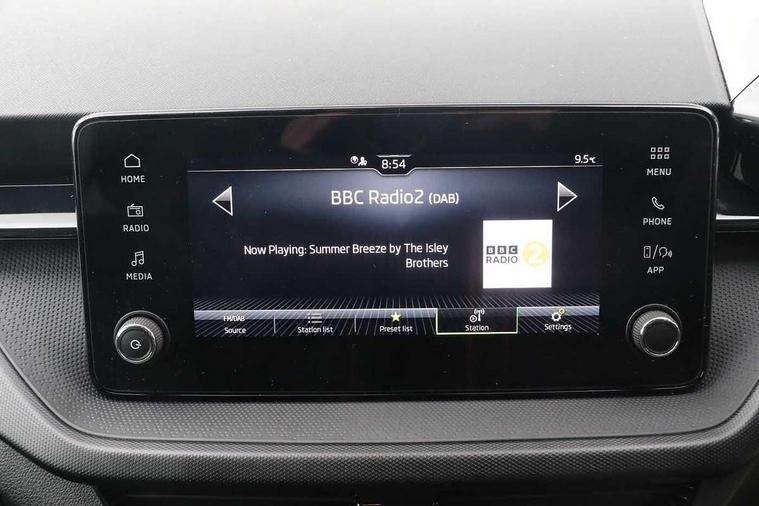 8:54
9.5°C
HOME
MENU
BBC Radio2 (DAB)
RADIO
PHONE
Now Playing: Summer Breeze by The Isley
Brothers
BBC
RADIO 2
MEDIA
APP
FM/DAB
Source
Station list
Preset list
Station
Settings